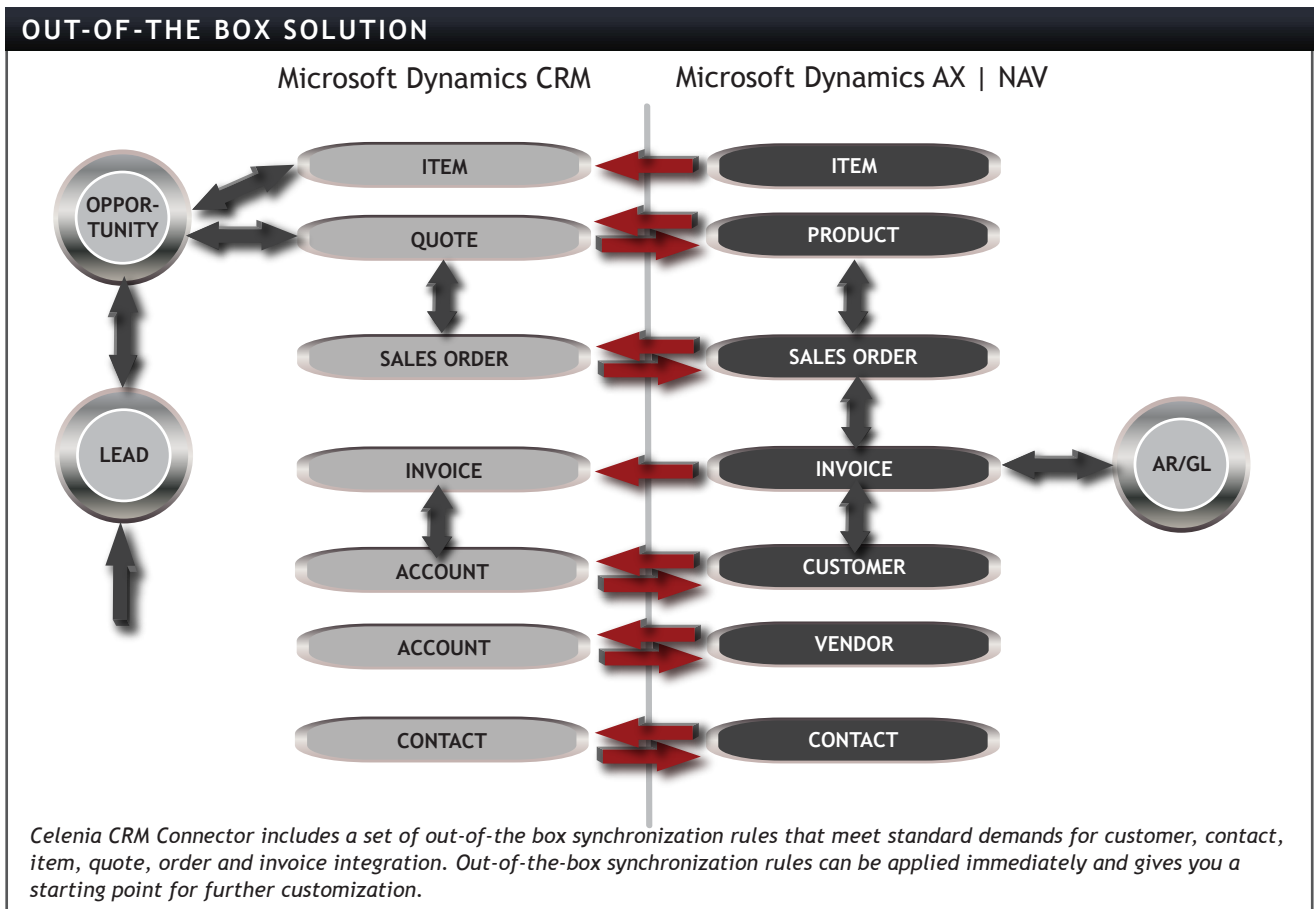 OUT-OF-THE BOX SOLUTION
Microsoft Dynamics CRM
Microsoft Dynamics AX | NAV
ITEM
ITEM
OPPOR-
TUNITY
QUOTE
PRODUCT
SALES ORDER
SALES ORDER
LEAD
INVOICE
INVOICE
AR/GL
ACCOUNT
CUSTOMER
ACCOUNT
VENDOR
CONTACT
CONTACT
Celenia CRM Connector includes a set of out-of-the box synchronization rules that meet standard demands for customer, contact,
item, quote, order and invoice integration. Out-of-the-box synchronization rules can be applied immediately and gives you a
starting point for further customization.